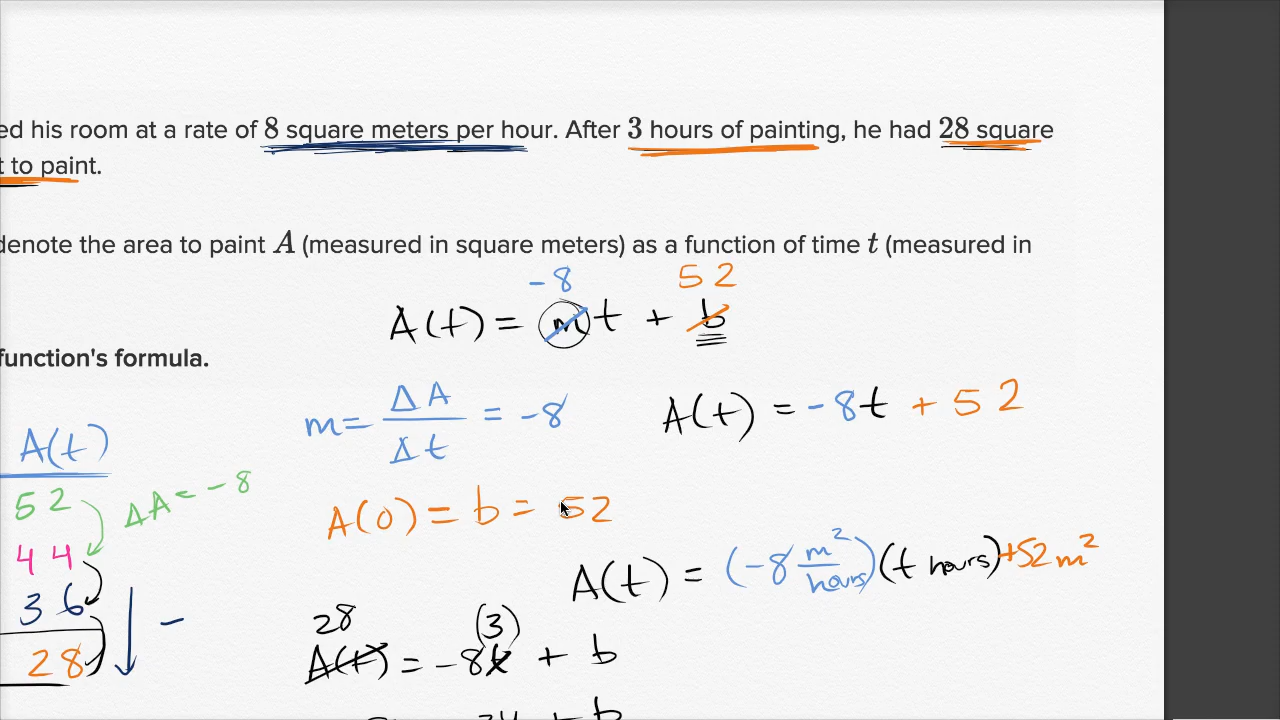 ed his room at a rate of 8 square meters per hour. After 3 hours of painting, he had 28 square
t to paint.
denote the area to paint A (measured in square meters) as a function of time t (measured in
-8 52
A(t) = mt + b
function's formula.
m = ΔA/Δt = -8
A(t) = -8t + 52
A(t)
52
ΔA = -8
44
36
28
-
A(0) = b = 52
A(t) = (-8 m²/hours)(t hours)+52m²
28 (3)
A(t) = -8t + b
24 + b